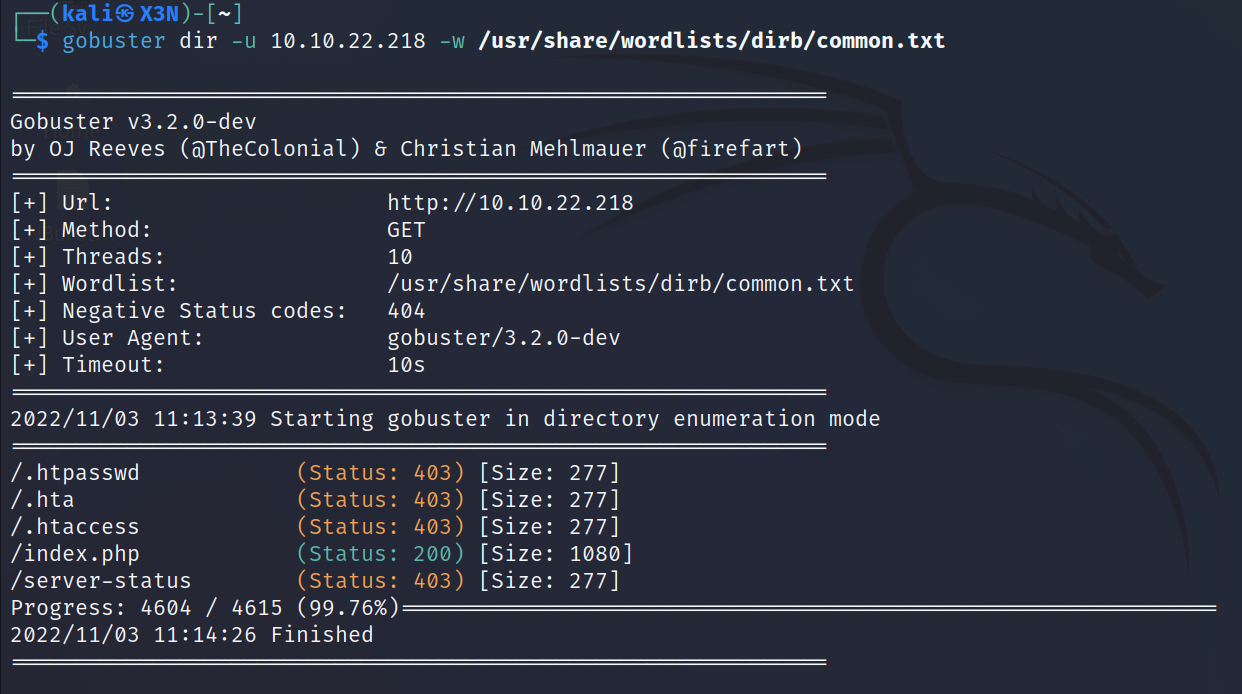 ┌──(kali㉿X3N)-[~]
└─$ gobuster dir -u 10.10.22.218 -w /usr/share/wordlists/dirb/common.txt
===============================================================
Gobuster v3.2.0-dev
by OJ Reeves (@TheColonial) & Christian Mehlmauer (@firefart)
===============================================================
[+] Url:                     http://10.10.22.218
[+] Method:                  GET
[+] Threads:                 10
[+] Wordlist:                /usr/share/wordlists/dirb/common.txt
[+] Negative Status codes:   404
[+] User Agent:              gobuster/3.2.0-dev
[+] Timeout:                 10s
===============================================================
2022/11/03 11:13:39 Starting gobuster in directory enumeration mode
===============================================================
/.htpasswd            (Status: 403) [Size: 277]
/.hta                 (Status: 403) [Size: 277]
/.htaccess            (Status: 403) [Size: 277]
/index.php            (Status: 200) [Size: 1080]
/server-status        (Status: 403) [Size: 277]
Progress: 4604 / 4615 (99.76%)===============================================================
2022/11/03 11:14:26 Finished
===============================================================